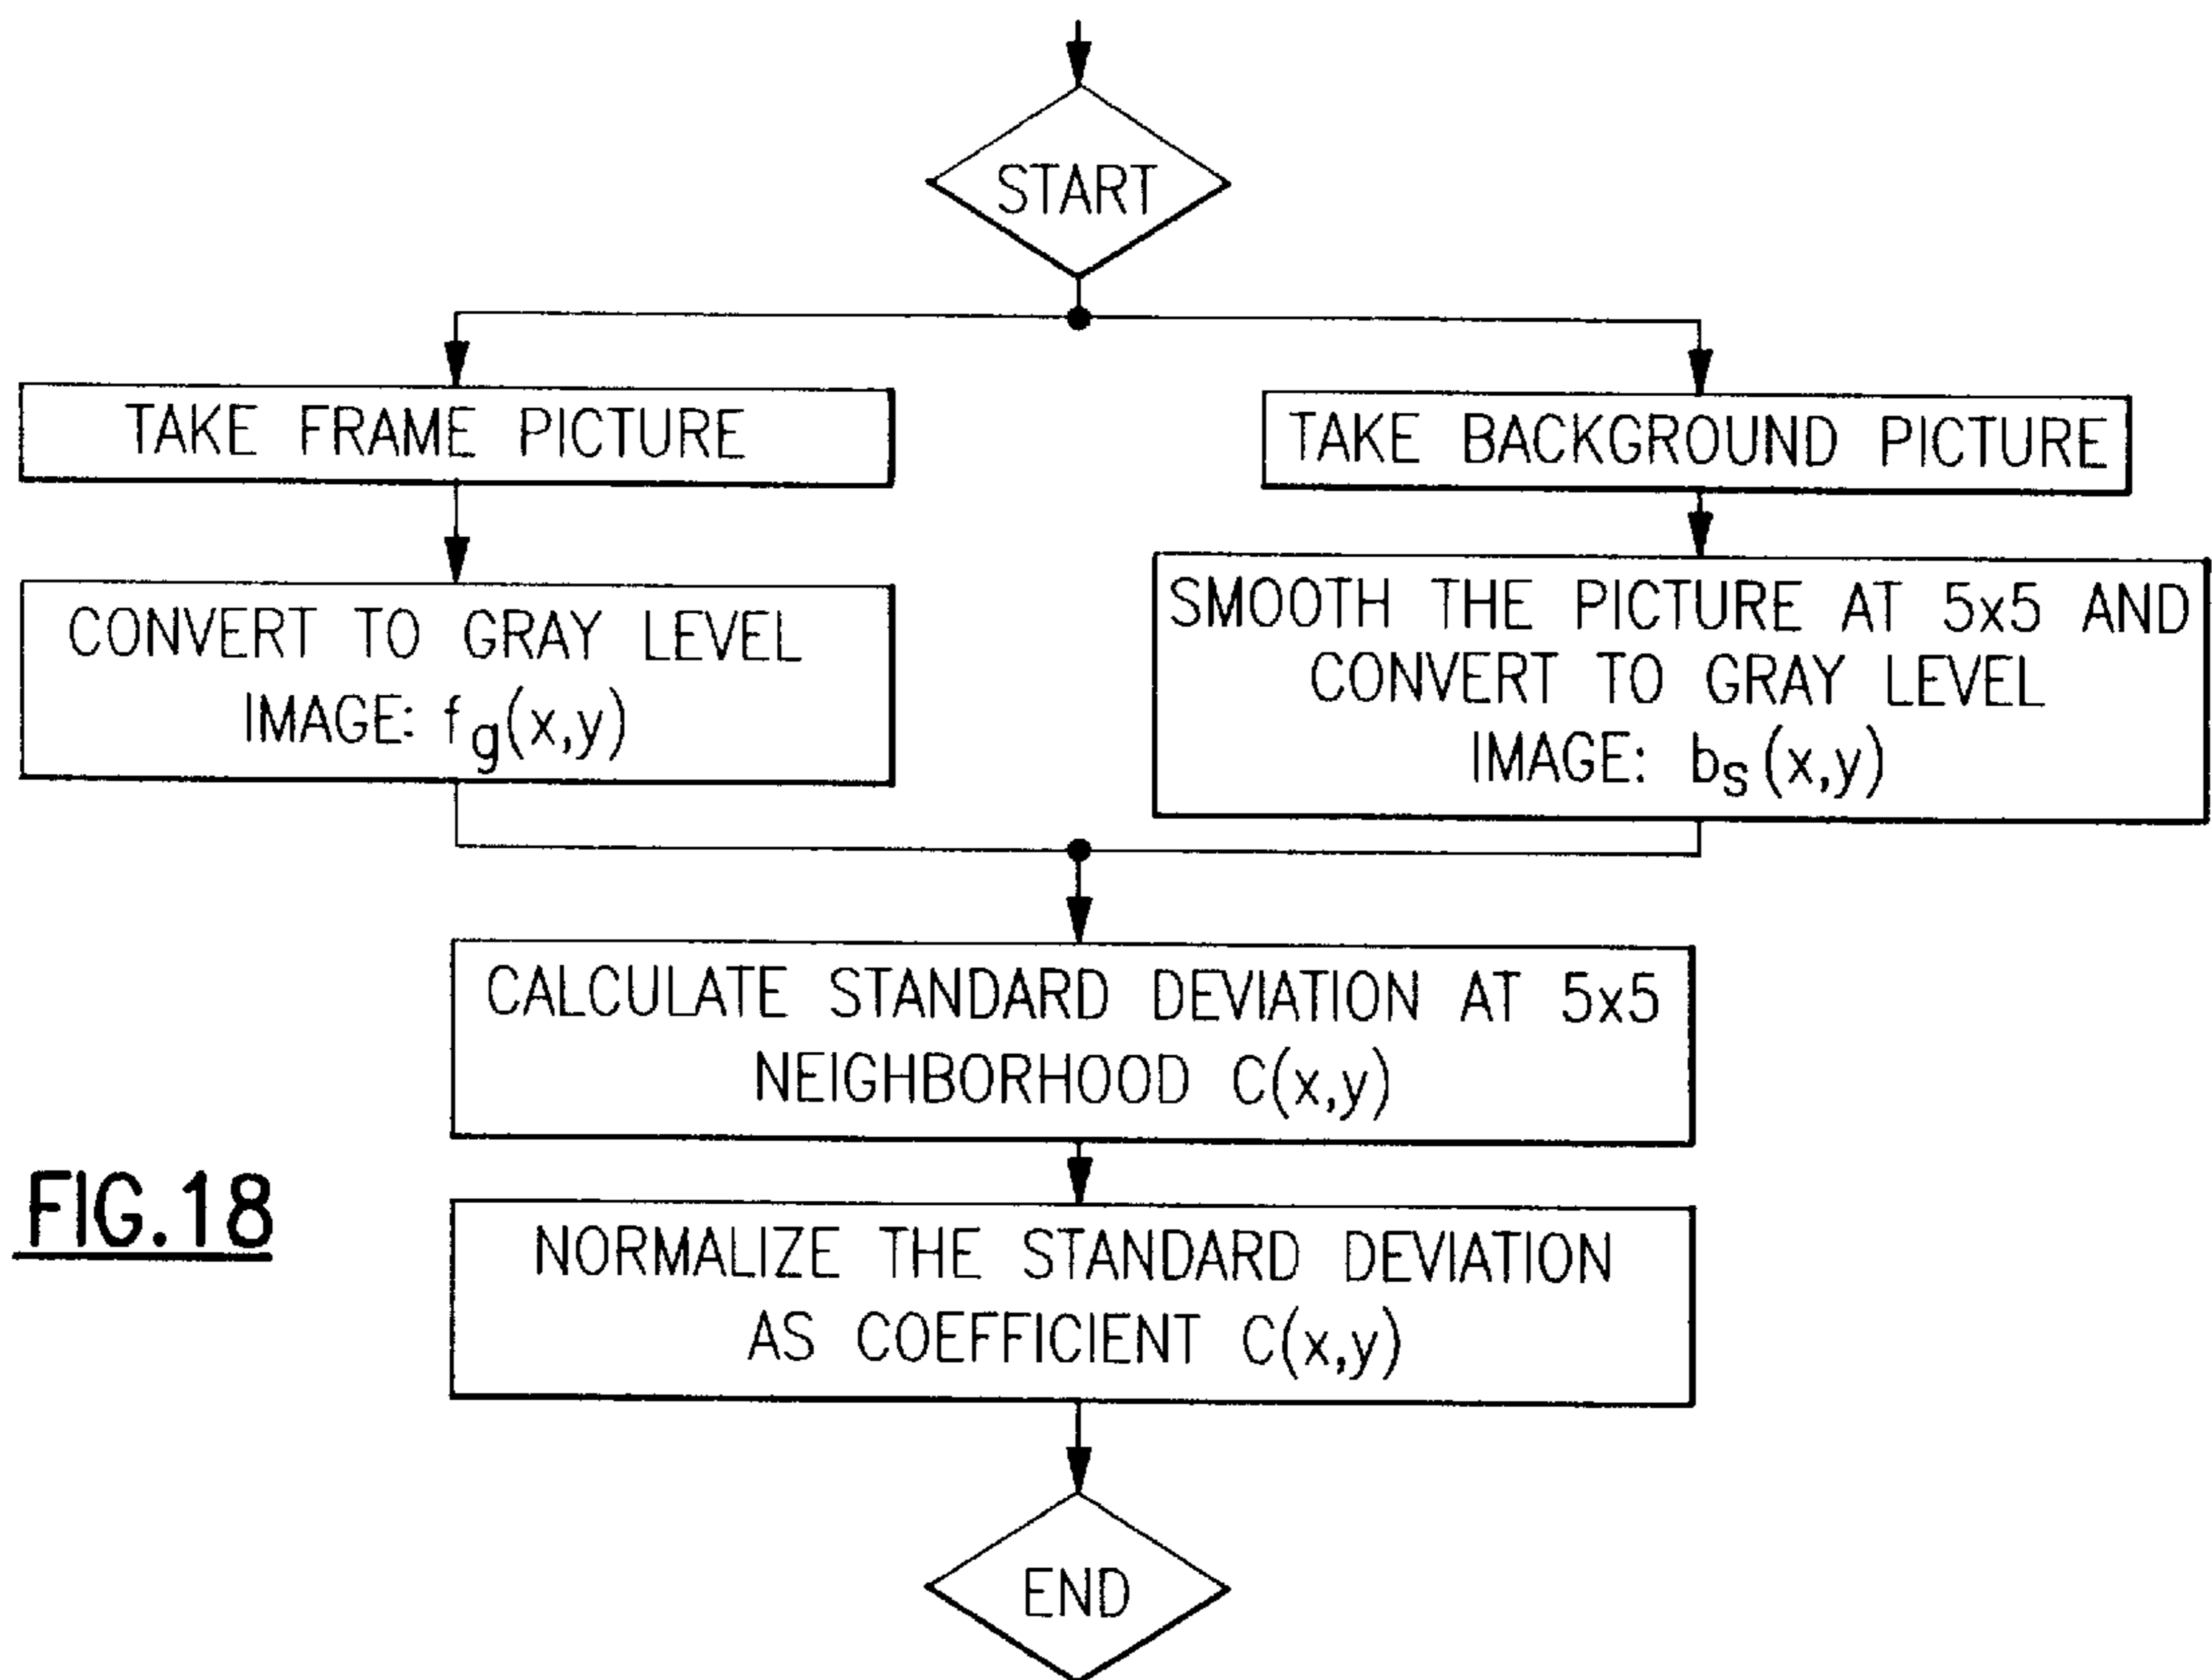 START
TAKE FRAME PICTURE
TAKE BACKGROUND PICTURE
CONVERT TO GRAY LEVEL
IMAGE: fg(x,y)
SMOOTH THE PICTURE AT 5x5 AND
CONVERT TO GRAY LEVEL
IMAGE: bs(x,y)
CALCULATE STANDARD DEVIATION AT 5x5
NEIGHBORHOOD C(x,y)
NORMALIZE THE STANDARD DEVIATION
AS COEFFICIENT C(x,y)
END
FIG.18